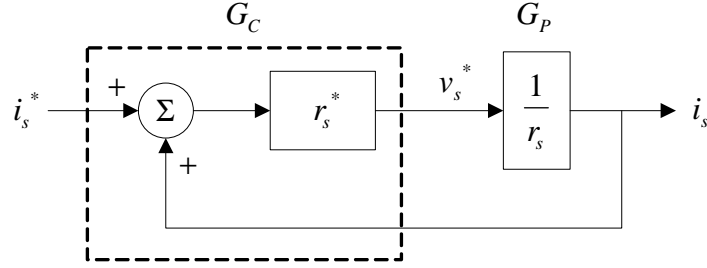 G_C
G_P
i_s^*
+
Σ
+
r_s^*
v_s^*
1
r_s
i_s